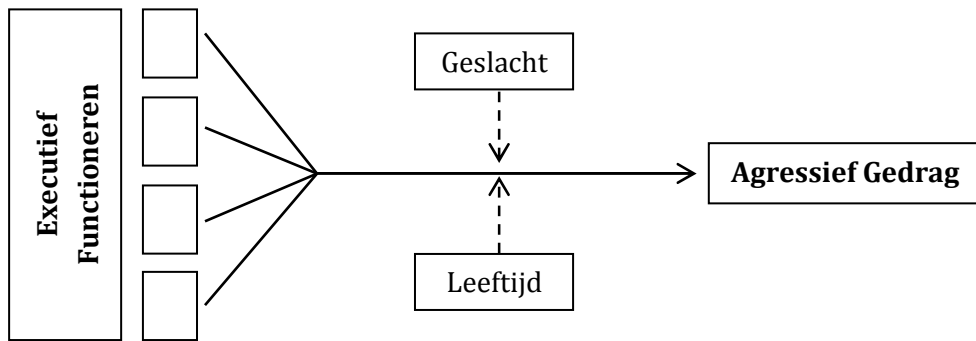 Executief
Functioneren
Geslacht
Agressief Gedrag
Leeftijd